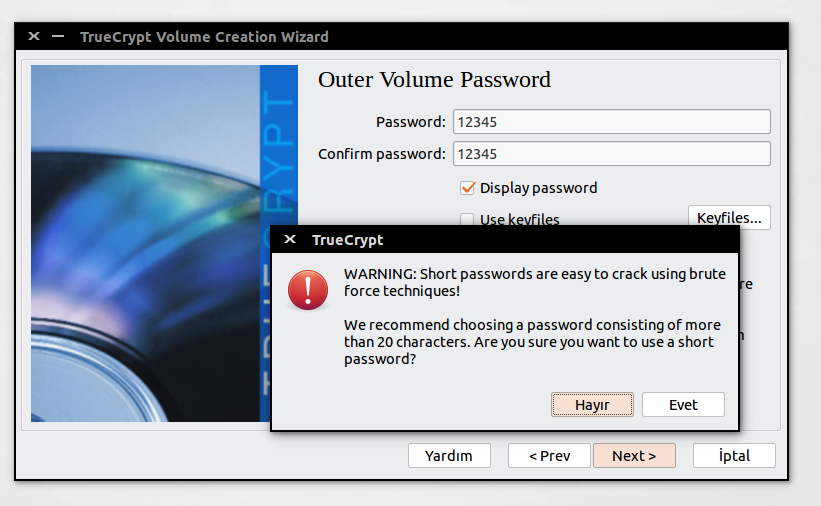 TrueCrypt Volume Creation Wizard
Outer Volume Password
Password: 12345
Confirm password: 12345
Display password
Use keyfiles
Keyfiles...
TrueCrypt
WARNING: Short passwords are easy to crack using brute
force techniques!
We recommend choosing a password consisting of more
than 20 characters. Are you sure you want to use a short
password?
Hayır
Evet
Yardım
< Prev
Next >
İptal